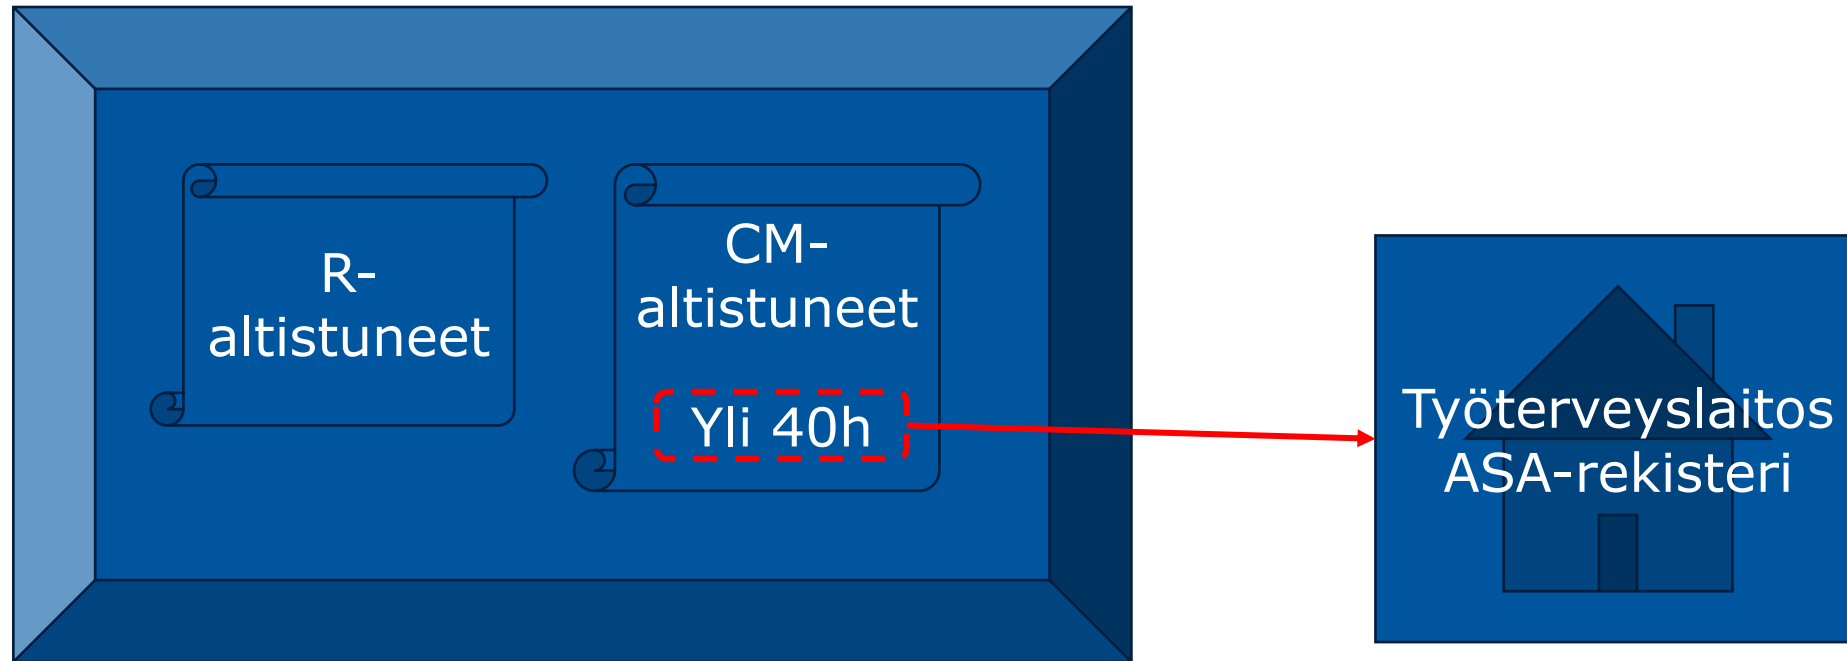 R-
altistuneet
CM-
altistuneet
Yli 40h
Työterveyslaitos
ASA-rekisteri